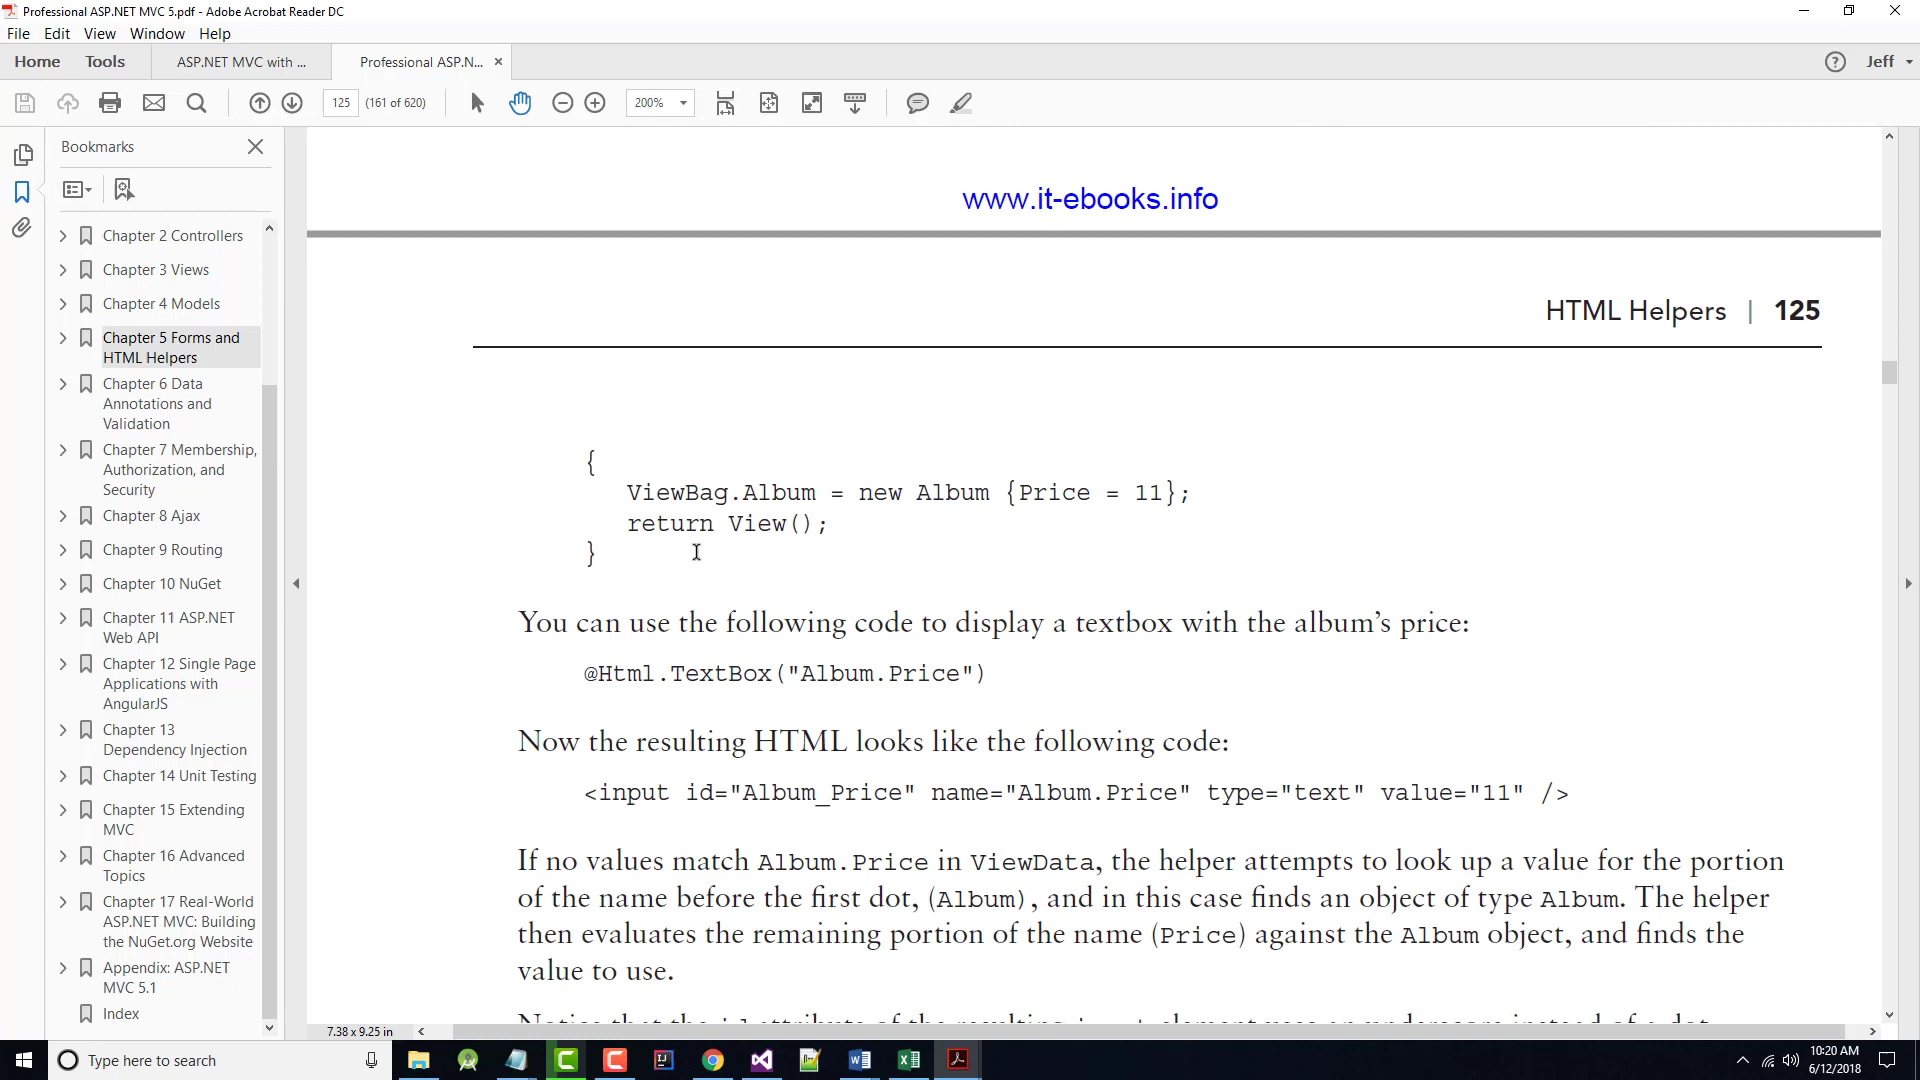 Professional ASP.NET MVC 5.pdf - Adobe Acrobat Reader DC
File Edit View Window Help
Home Tools ASP.NET MVC with ... Professional ASP.N... Jeff
125 (161 of 620) 200%
Bookmarks
Chapter 2 Controllers
Chapter 3 Views
Chapter 4 Models
Chapter 5 Forms and
HTML Helpers
Chapter 6 Data
Annotations and
Validation
Chapter 7 Membership,
Authorization, and
Security
Chapter 8 Ajax
Chapter 9 Routing
Chapter 10 NuGet
Chapter 11 ASP.NET
Web API
Chapter 12 Single Page
Applications with
AngularJS
Chapter 13
Dependency Injection
Chapter 14 Unit Testing
Chapter 15 Extending
MVC
Chapter 16 Advanced
Topics
Chapter 17 Real-World
ASP.NET MVC: Building
the NuGet.org Website
Appendix: ASP.NET
MVC 5.1
Index
www.it-ebooks.info
HTML Helpers | 125
{
ViewBag.Album = new Album {Price = 11};
return View();
}
You can use the following code to display a textbox with the album’s price:
@Html.TextBox("Album.Price")
Now the resulting HTML looks like the following code:
<input id="Album_Price" name="Album.Price" type="text" value="11" />
If no values match Album.Price in ViewData, the helper attempts to look up a value for the portion
of the name before the first dot, (Album), and in this case finds an object of type Album. The helper
then evaluates the remaining portion of the name (Price) against the Album object, and finds the
value to use.
7.38 x 9.25 in
Type here to search
10:20 AM
6/12/2018